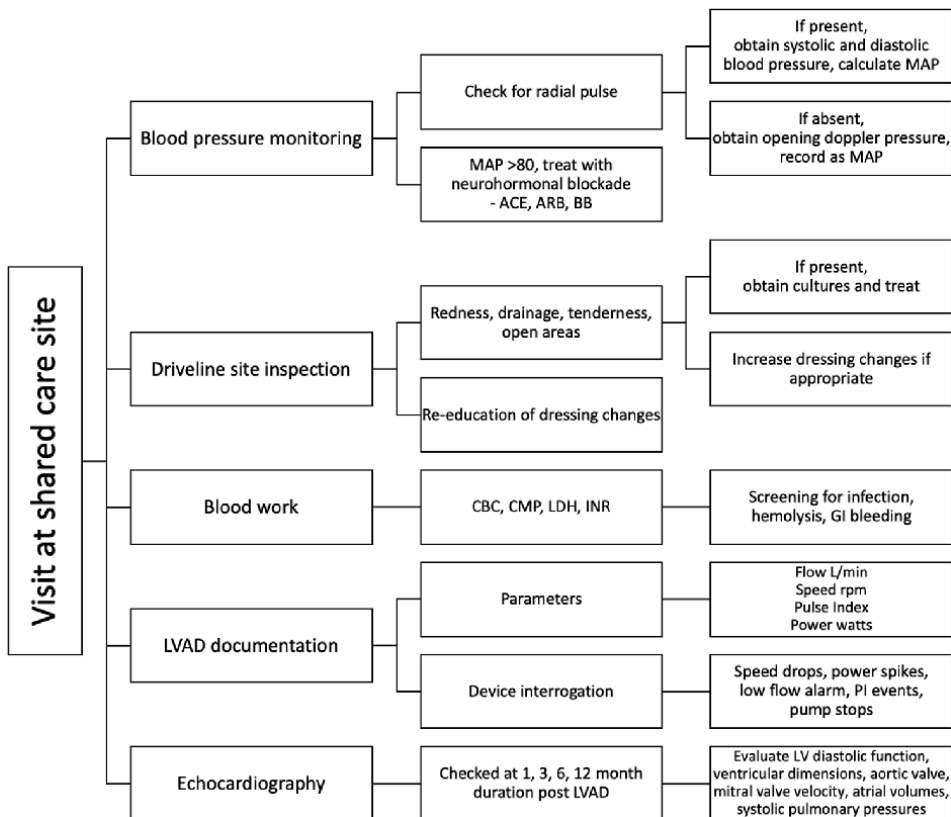 Visit at shared care site
Blood pressure monitoring
Check for radial pulse
If present,
obtain systolic and diastolic
blood pressure, calculate MAP
If absent,
obtain opening doppler pressure,
record as MAP
MAP >80, treat with
neurohormonal blockade
- ACE, ARB, BB
Driveline site inspection
Redness, drainage, tenderness,
open areas
If present,
obtain cultures and treat
Increase dressing changes if
appropriate
Re-education of dressing changes
Blood work
CBC, CMP, LDH, INR
Screening for infection,
hemolysis, GI bleeding
LVAD documentation
Parameters
Flow L/min
Speed rpm
Pulse Index
Power watts
Device interrogation
Speed drops, power spikes,
low flow alarm, PI events,
pump stops
Echocardiography
Checked at 1, 3, 6, 12 month
duration post LVAD
Evaluate LV diastolic function,
ventricular dimensions, aortic valve,
mitral valve velocity, atrial volumes,
systolic pulmonary pressures